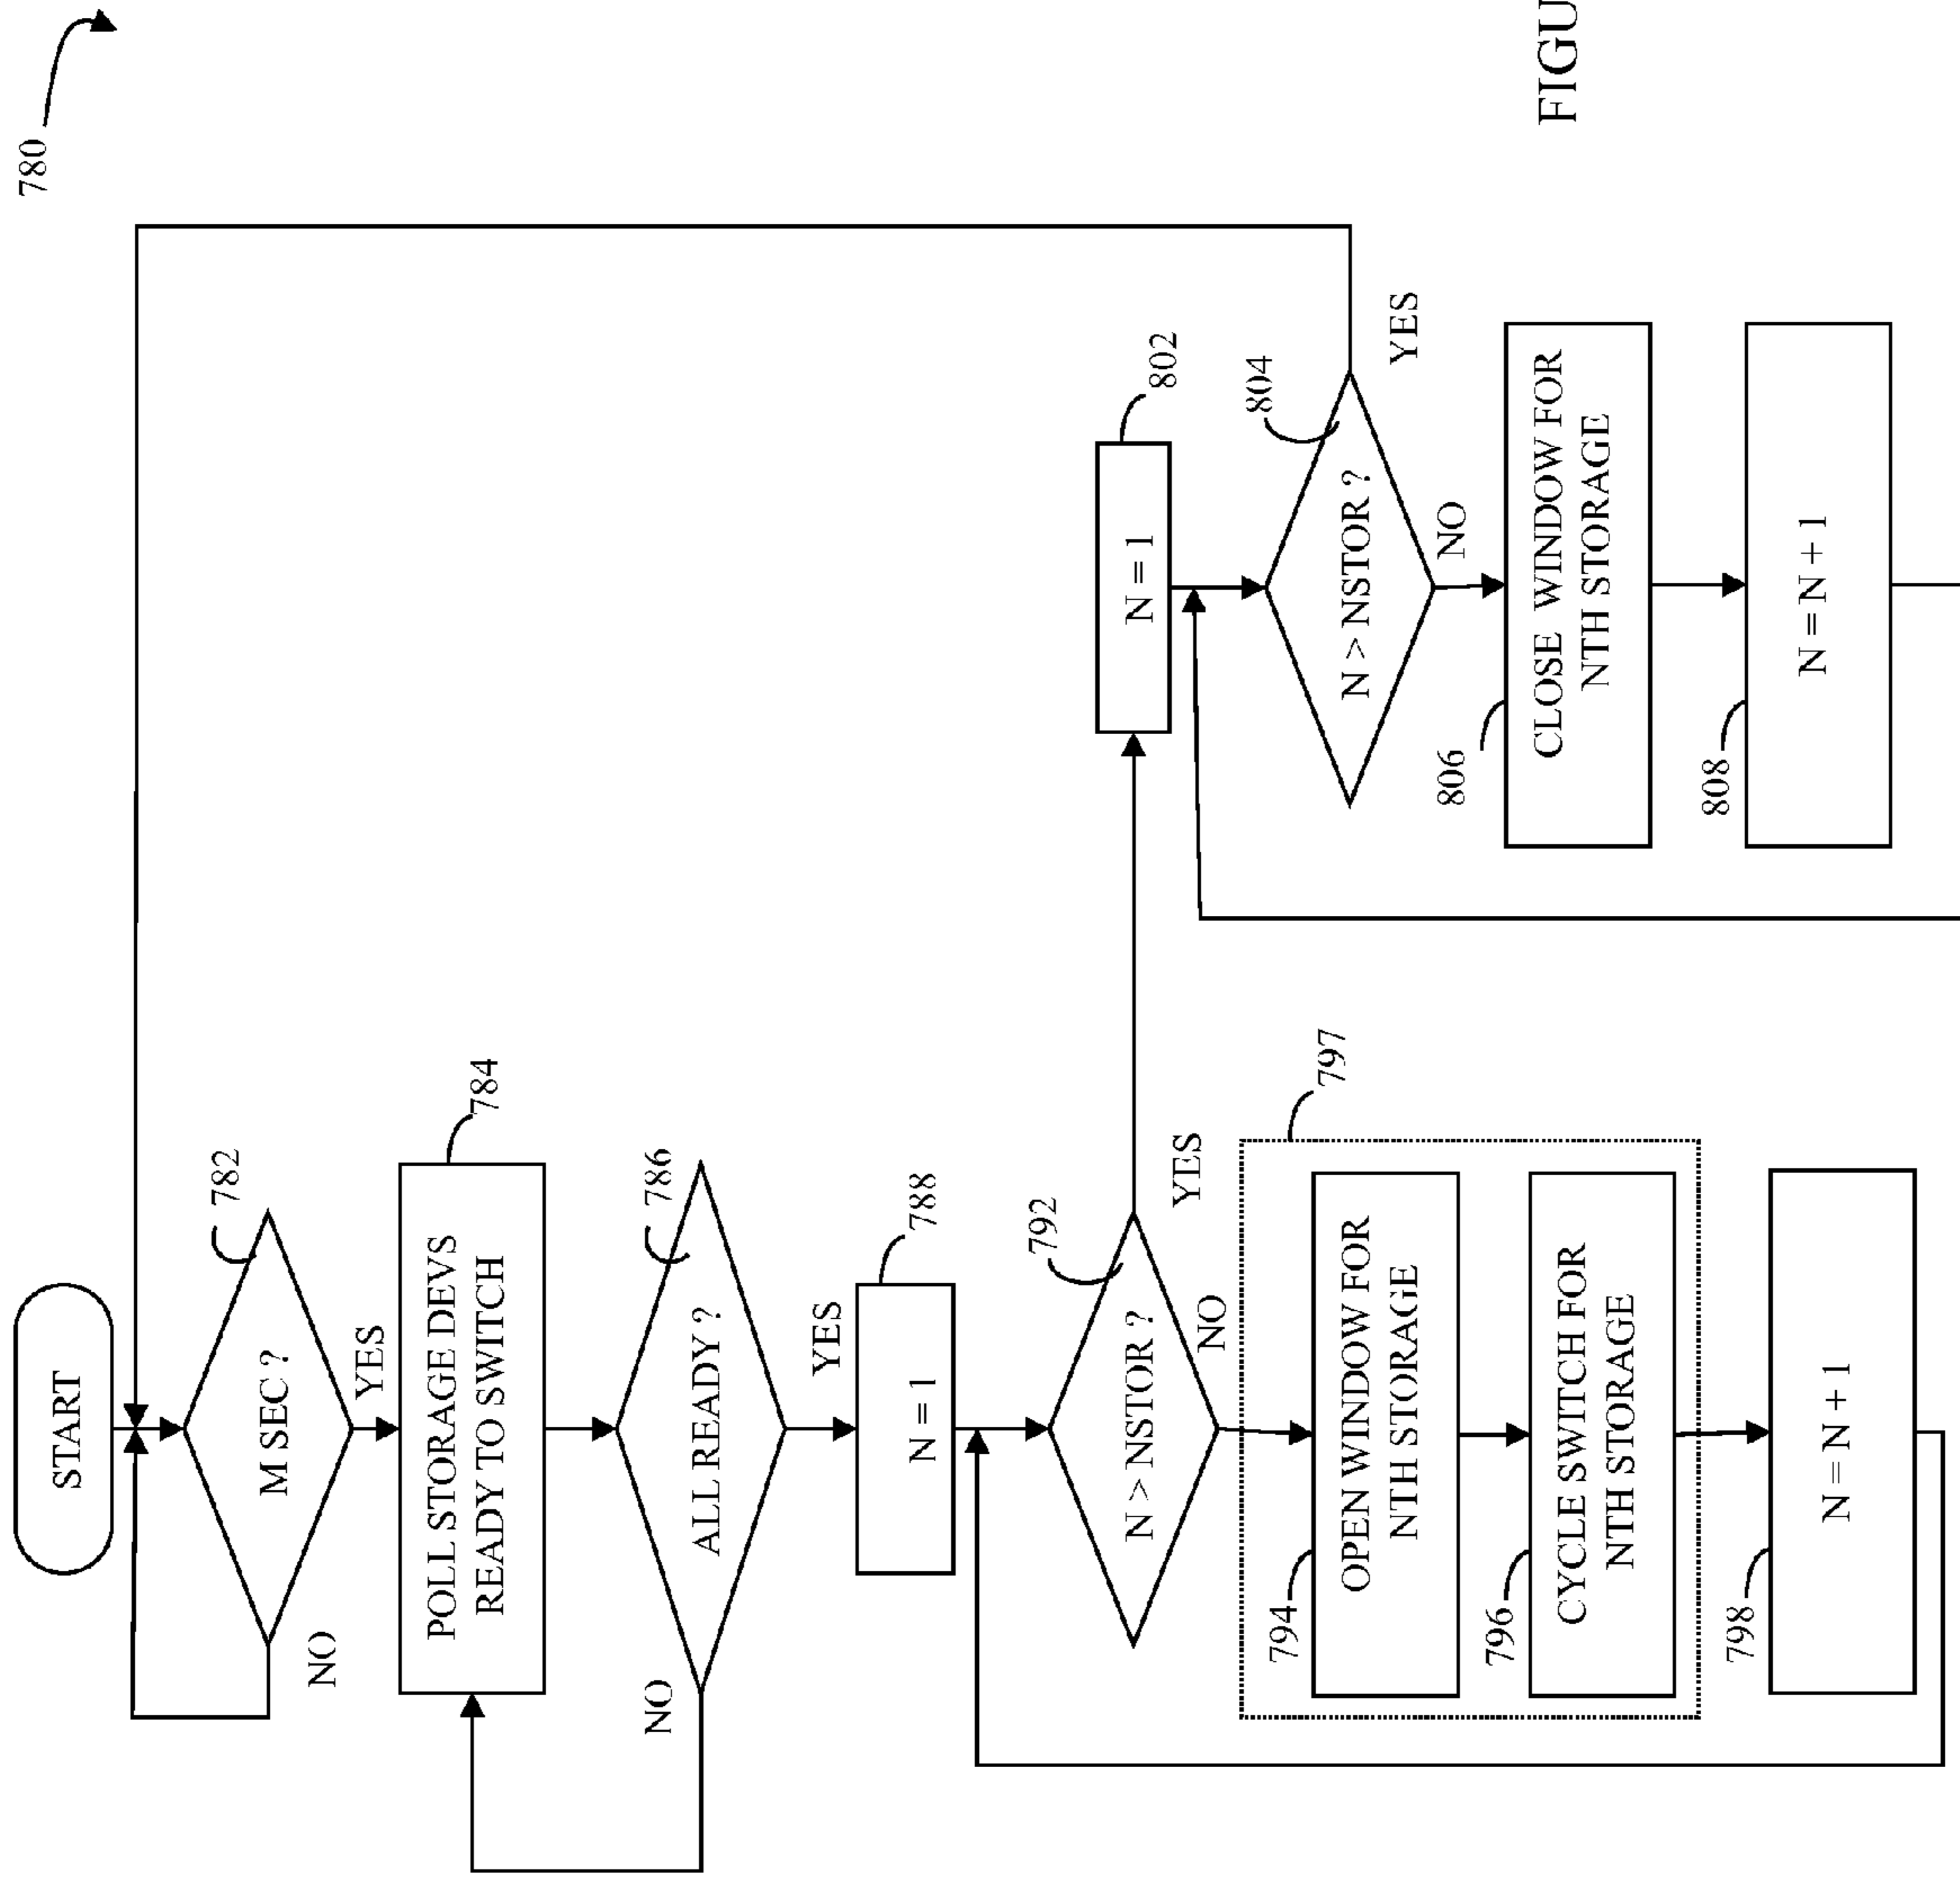 780
START
782
M SEC ?
NO
YES
784
POLL STORAGE DEVS
READY TO SWITCH
786
ALL READY ?
NO
YES
788
N = 1
792
N > NSTOR ?
YES
NO
797
794
OPEN WINDOW FOR
NTH STORAGE
796
CYCLE SWITCH FOR
NTH STORAGE
798
N = N + 1
802
N = 1
804
N > NSTOR ?
YES
NO
806
CLOSE WINDOW FOR
NTH STORAGE
808
N = N + 1
FIGU